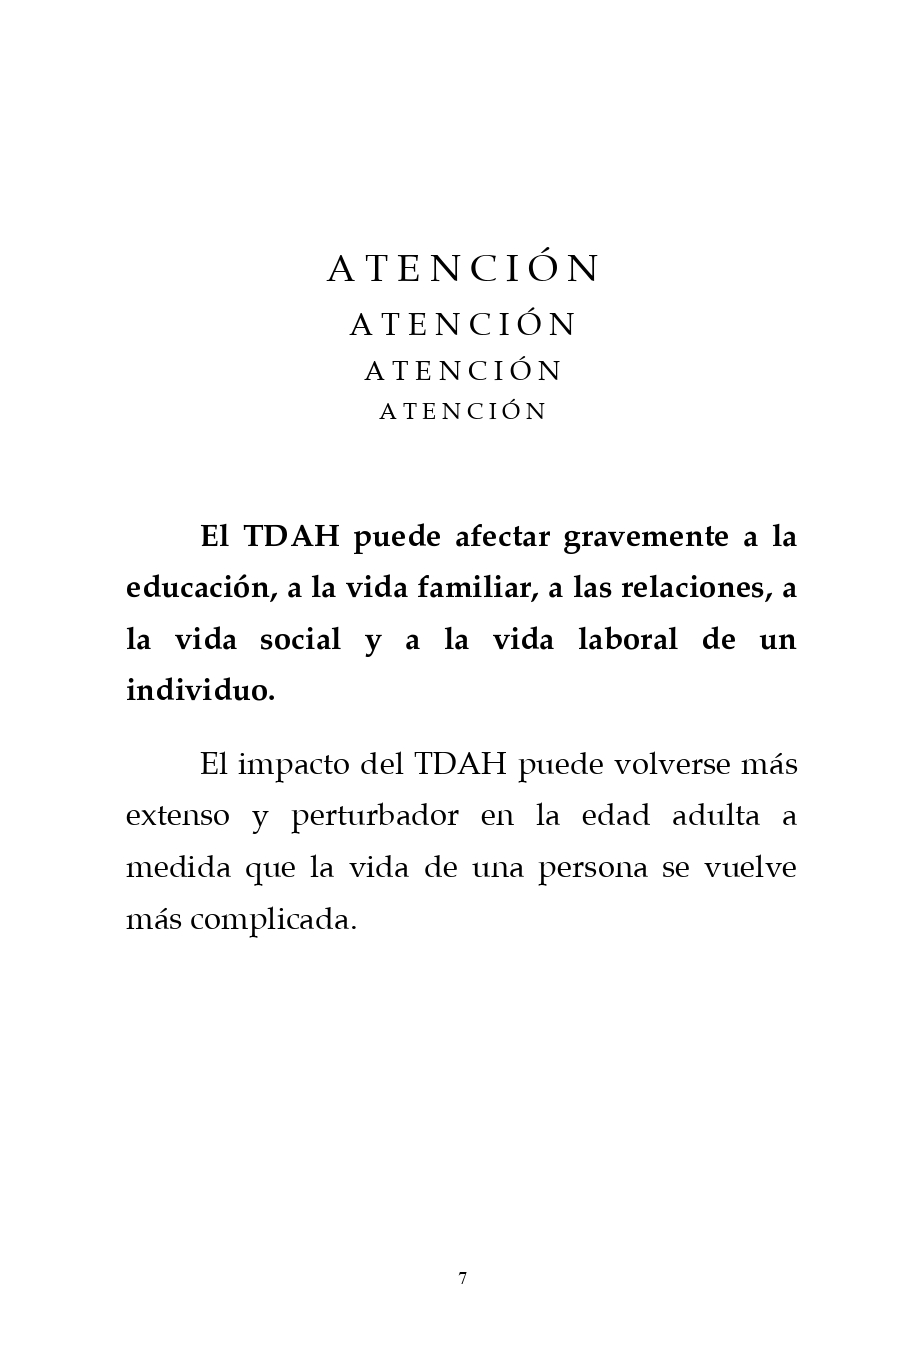 ATENCIÓN
ATENCIÓN
ATENCIÓN
ATENCIÓN
El TDAH puede afectar gravemente a la
educación, a la vida familiar, a las relaciones, a
la vida social y a la vida laboral de un
individuo.
El impacto del TDAH puede volverse más
extenso y perturbador en la edad adulta a
medida que la vida de una persona se vuelve
más complicada.
7